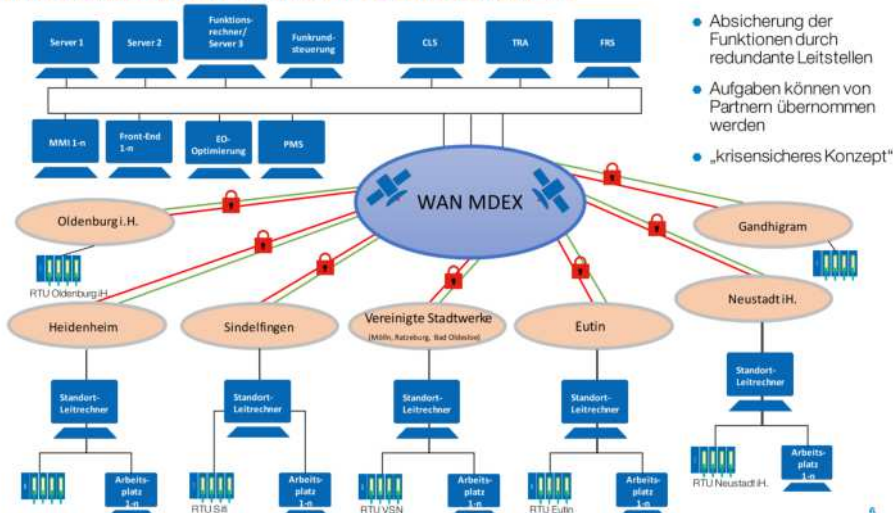 Server 1
Server 2
Funktions-
rechner/
Server 3
Funkrund-
steuerung
CLS
TRA
FRS
MMI 1-n
Front-End
1-n
EO-
Optimierung
PMS
• Absicherung der
Funktionen durch
redundante Leitstellen
• Aufgaben können von
Partnern übernommen
werden
• „krisensicheres Konzept“
WAN MDEX
Oldenburg i.H.
RTU Oldenburg iH
Gandhigram
Heidenheim
Sindelfingen
Vereinigte Stadtwerke
(Mölln, Ratzeburg, Bad Oldesloe)
Eutin
Neustadt iH.
Standort-
Leitrechner
Arbeits-
platz
1-n
Standort-
Leitrechner
RTU Sifi
Arbeits-
platz
1-n
Standort-
Leitrechner
RTU VSN
Arbeits-
platz
1-n
Standort-
Leitrechner
RTU Eutin
Arbeits-
platz
1-n
Standort-
Leitrechner
RTU Neustadt iH.
Arbeits-
platz
1-n
6